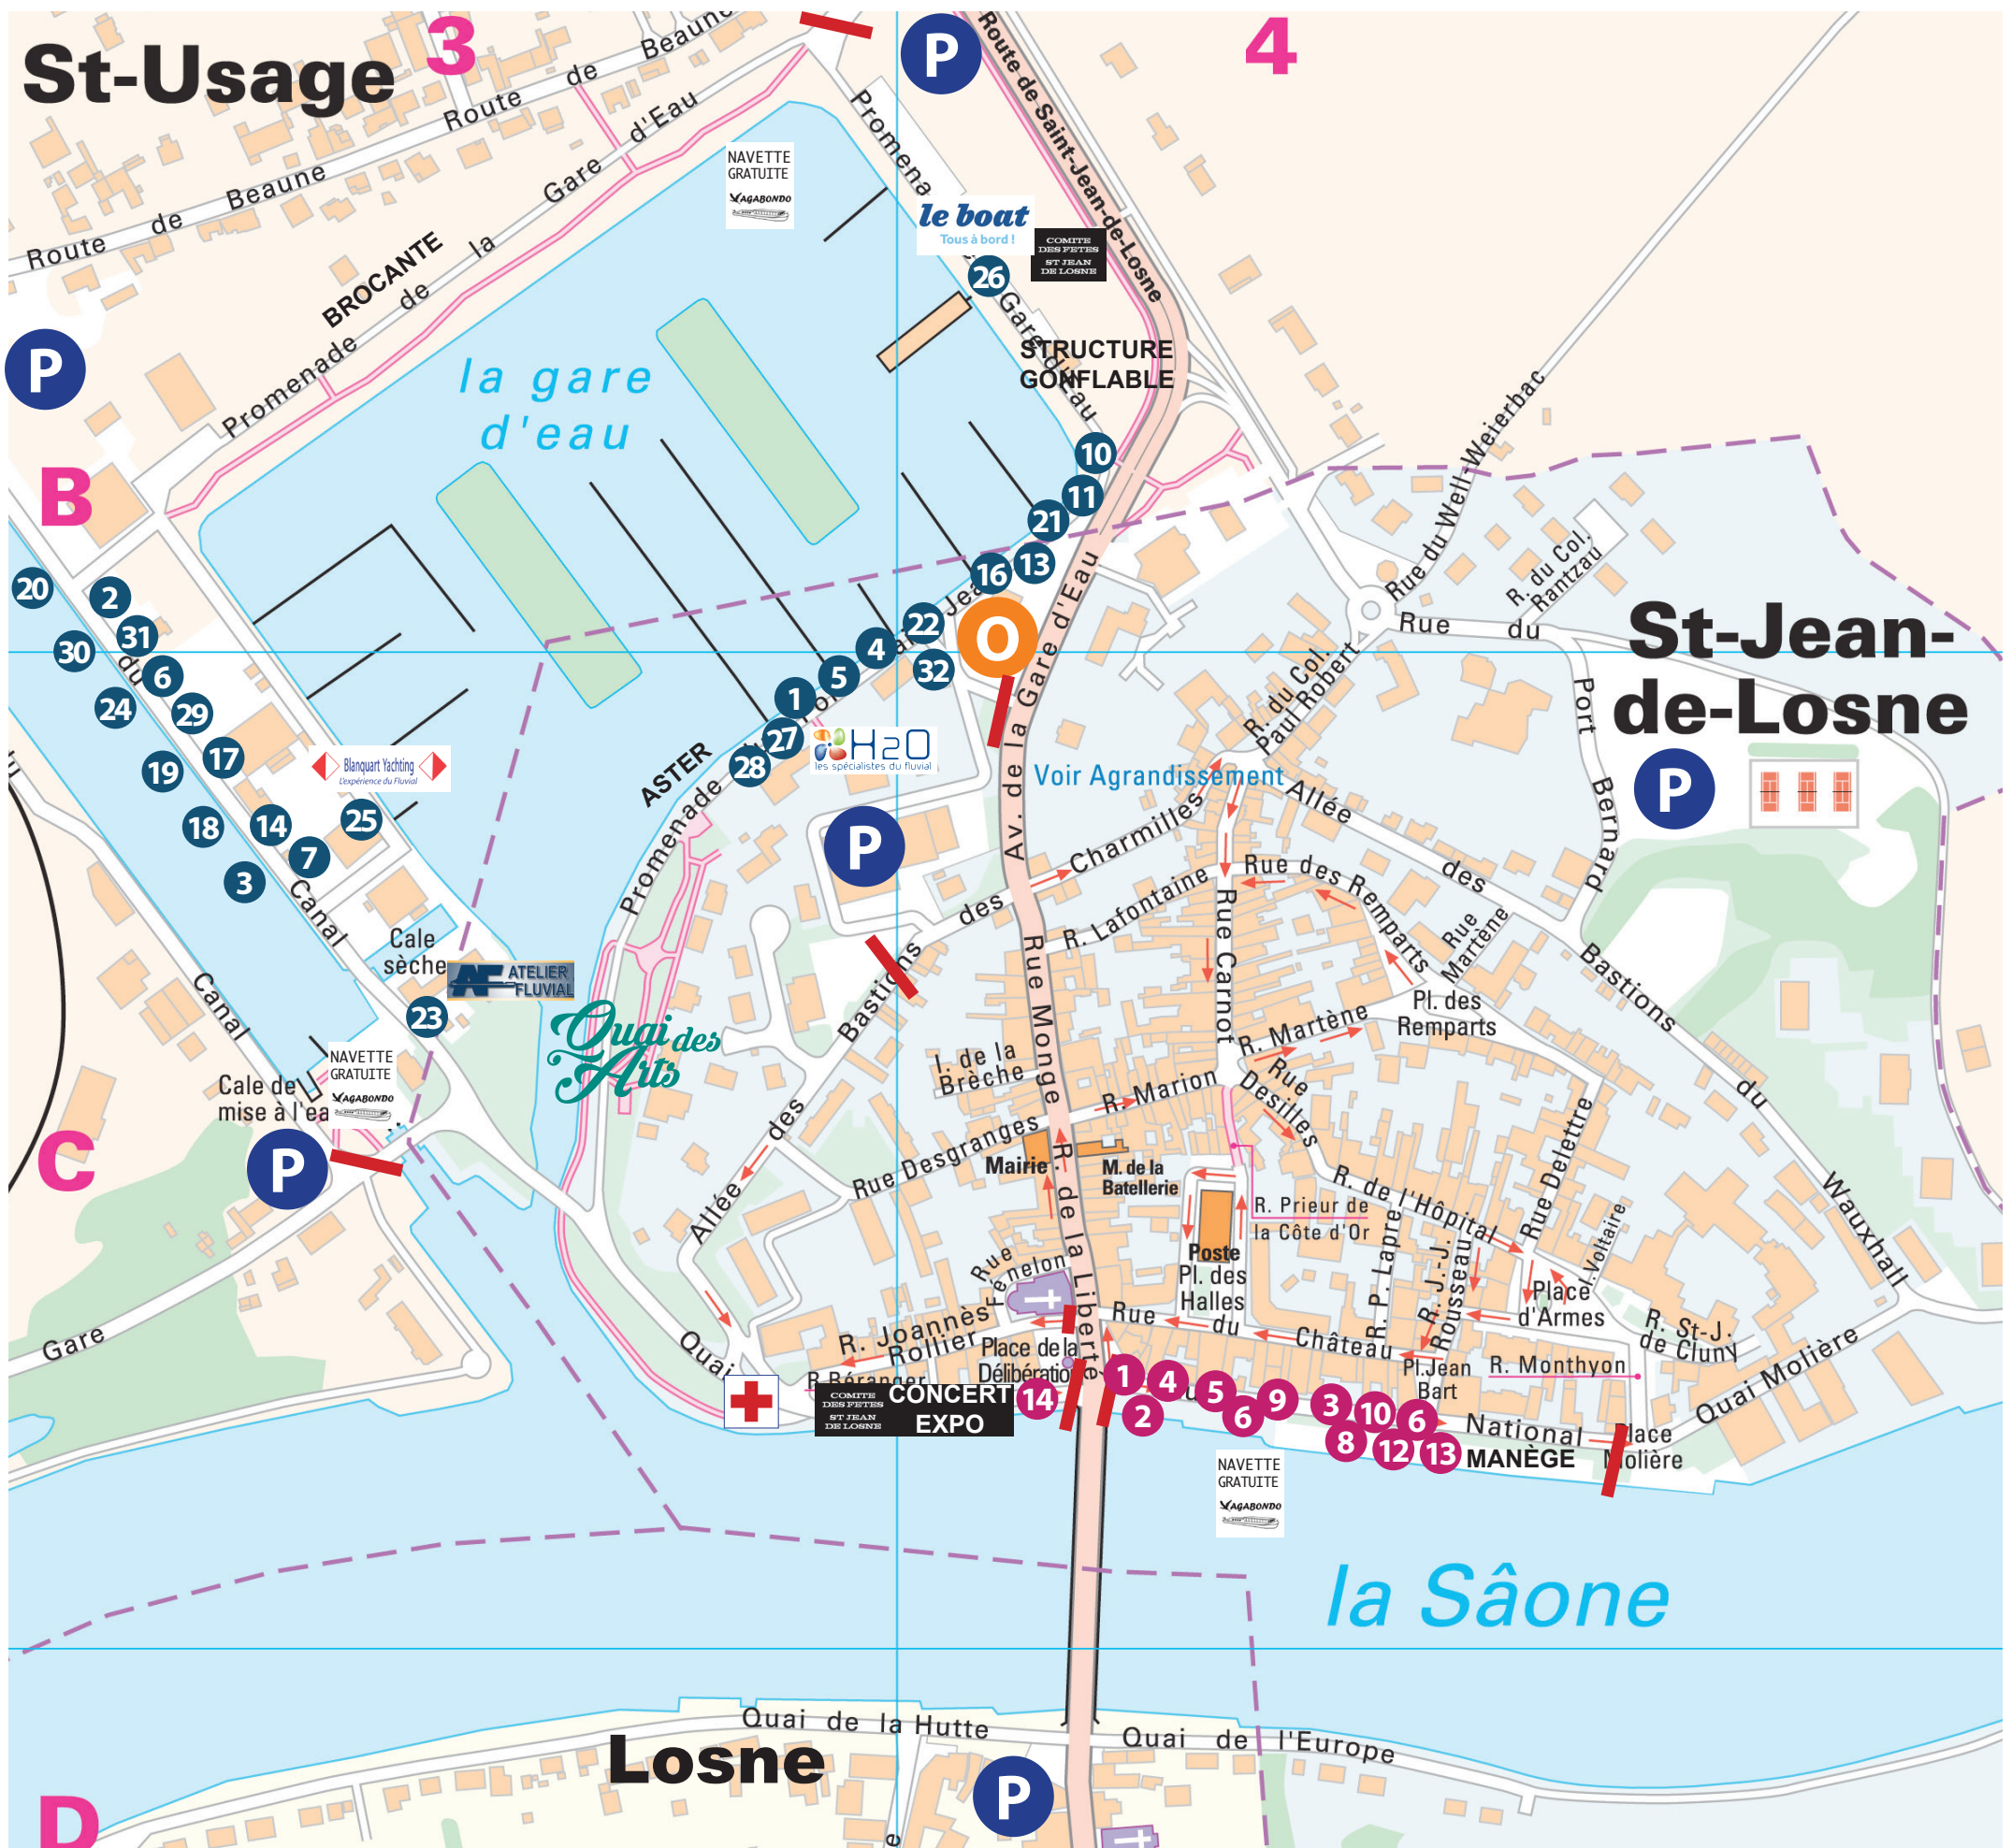 St-Usage
3
4
P
Route de Beaune
Route de Beaune
Promenade de la Gare d'Eau
BROCANTE
NAVETTE
GRATUITE
VAGABONDO
Route de Saint-Jean-de-Losne
le boat
Tous à bord !
COMITE
DES FETES
ST JEAN
DE LOSNE
26
Gare d'Eau
STRUCTURE
GONFLABLE
P
la gare
d'eau
B
10
11
21
13
16
22
4
32
5
1
27
28
O
20
2
31
30
6
24
29
17
19
18
14
25
7
3
du
Canal
Blanquart Yachting
L'expérience du Fluvial
H2O
les spécialistes du fluvial
ASTER
Promenade
P
Av. de la Gare d'Eau
Voir Agrandissement
Rue du Well-Weierbac
R. du Col.
Rantzau
Rue du
Port Bernard
St-Jean-
de-Losne
P
R. du Col.
Paul Robert
Allée des Bastions du Wauxhall
Allée des Bastions
des Charmilles
R. Lafontaine
Rue des Remparts
Rue
Martène
Rue Carnot
Rue Monge
Pl. des
Remparts
R. Martène
Cale
sèche
AF ATELIER
FLUVIAL
23
Quai des
Arts
Canal
NAVETTE
GRATUITE
VAGABONDO
Cale de
mise à l'ea
P
C
Gare
I. de la
Brèche
R. Marion
Rue
Desilles
Rue Desgranges
Mairie
M. de la
Batellerie
R. de la Liberté
R. Prieur de
la Côte d'Or
Poste
Pl. des
Halles
R. de l'Hôpital
Rue Delettre
I. Voltaire
R. P. Lapre
R. J.-J.
Rousseau
Place
d'Armes
Rue
Fénelon
R. Joannès
Rollier
Place de la
Délibératio
Rue du Château
Pl.Jean
Bart
R. Monthyon
R. St-J.
de Cluny
Quai Molière
Quai
R.Béranger
COMITE
DES FETES
ST JEAN
DE LOSNE
CONCERT
EXPO
14
1
4
2
5
6
9
3
10
6
8
12
13
National
MANÈGE
NAVETTE
GRATUITE
VAGABONDO
la Sâone
Quai de la Hutte
Quai de l'Europe
Losne
P
D